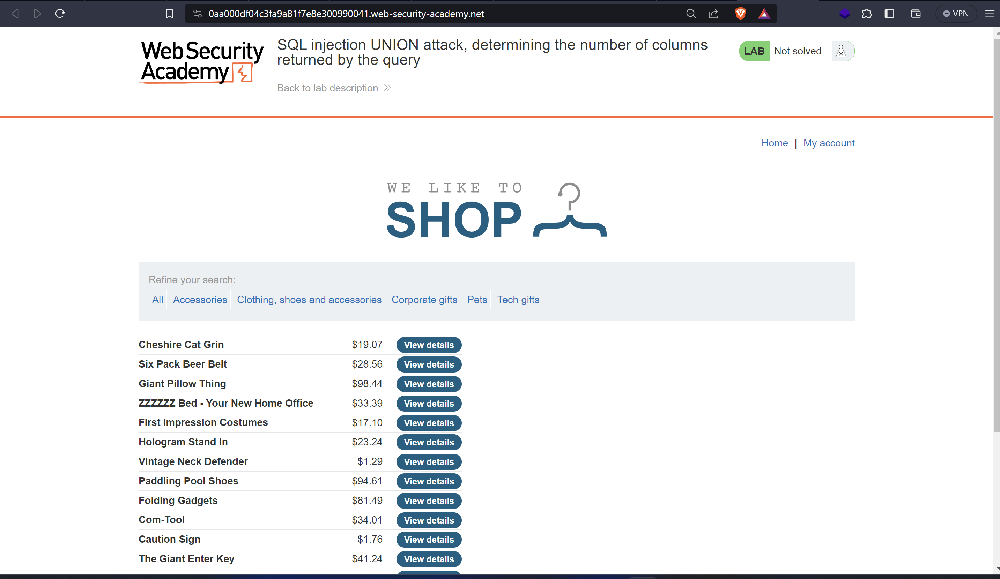 0aa000df04c3fa9a81f7e8e300990041.web-security-academy.net
VPN
Web Security
Academy
SQL injection UNION attack, determining the number of columns
returned by the query
LAB Not solved
Back to lab description
Home | My account
WE LIKE TO
SHOP
Refine your search:
All Accessories Clothing, shoes and accessories Corporate gifts Pets Tech gifts
Cheshire Cat Grin $19.07 View details
Six Pack Beer Belt $28.56 View details
Giant Pillow Thing $98.44 View details
ZZZZZZ Bed - Your New Home Office $33.39 View details
First Impression Costumes $17.10 View details
Hologram Stand In $23.24 View details
Vintage Neck Defender $1.29 View details
Paddling Pool Shoes $94.61 View details
Folding Gadgets $81.49 View details
Com-Tool $34.01 View details
Caution Sign $1.76 View details
The Giant Enter Key $41.24 View details